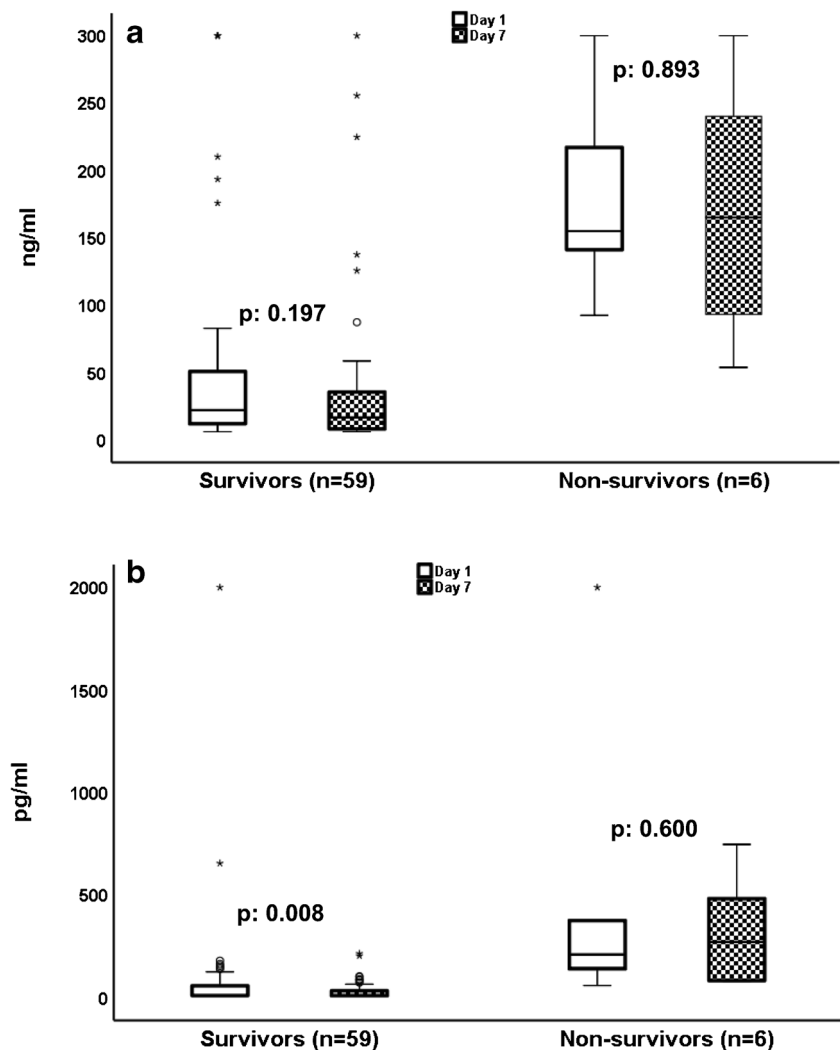 a
Day 1
Day 7
300
250
200
150
100
50
0
ng/ml
p: 0.197
p: 0.893
Survivors (n=59)
Non-survivors (n=6)
b
Day 1
Day 7
2000
1500
1000
500
0
pg/ml
p: 0.008
p: 0.600
Survivors (n=59)
Non-survivors (n=6)